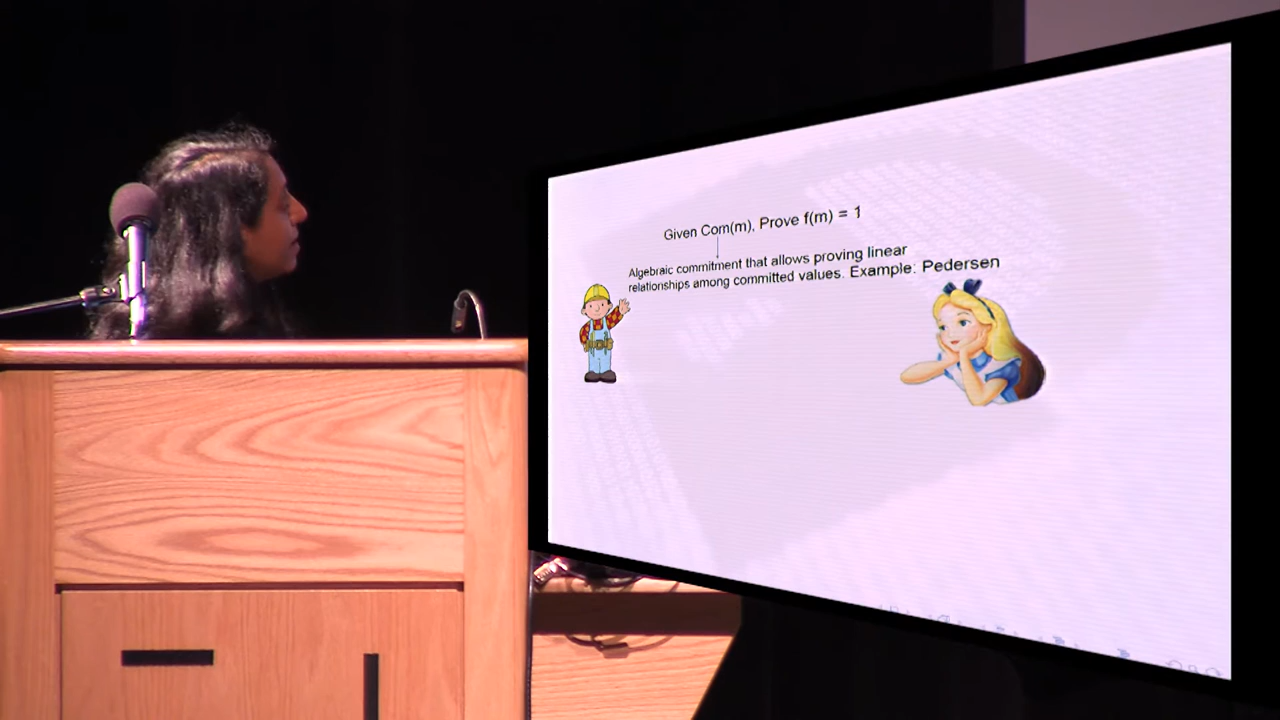 Given Com(m), Prove f(m) = 1
Algebraic commitment that allows proving linear
relationships among committed values. Example: Pedersen